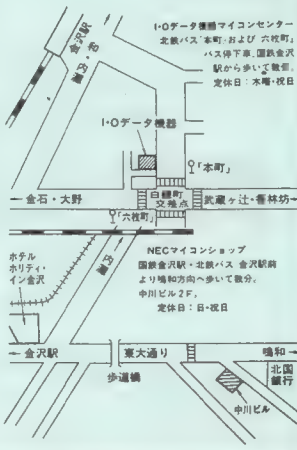 I・Oデータ機器マイコンセンター
北鉄バス「本町」および「六枚町」
バス停下車、国鉄金沢
駅から歩いて数分。
定休日：木曜・祝日
金沢駅
I・Oデータ機器
「本町」
白銀町
交差点
金石・大野
武蔵ヶ辻・香林坊
「六枚町」
NECマイコンショップ
国鉄金沢駅・北鉄バス 金沢駅前
より鳴和方向へ歩いて数分。
中川ビル2F。
定休日：日・祝日
ホテル
ホリディ・
イン金沢
金沢駅
東大通り
鳴和
歩道橋
北国
銀行
中川ビル